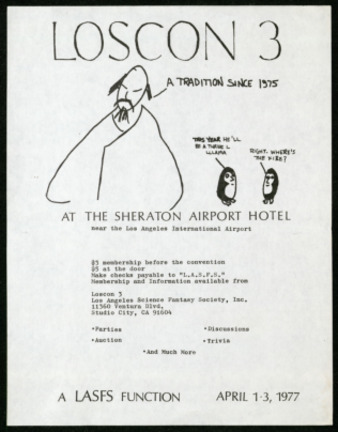 LOSCON 3
A TRADITION SINCE 1975
THIS YEAR HE'LL
BE A THREE L
LLAMA
RIGHT. WHERE'S
THE FIRE?
AT THE SHERATON AIRPORT HOTEL
near the Los Angeles International Airport
$3 membership before the convention
$5 at the door
Make checks payable to "L.A.S.F.S."
Membership and Information available from
Loscon 3
Los Angeles Science Fantasy Society, Inc.
11360 Ventura Blvd,
Studio City, CA 91604
*Parties
*Discussions
*Auction
*Trivia
*And Much More
A LASFS FUNCTION
APRIL 1-3, 1977